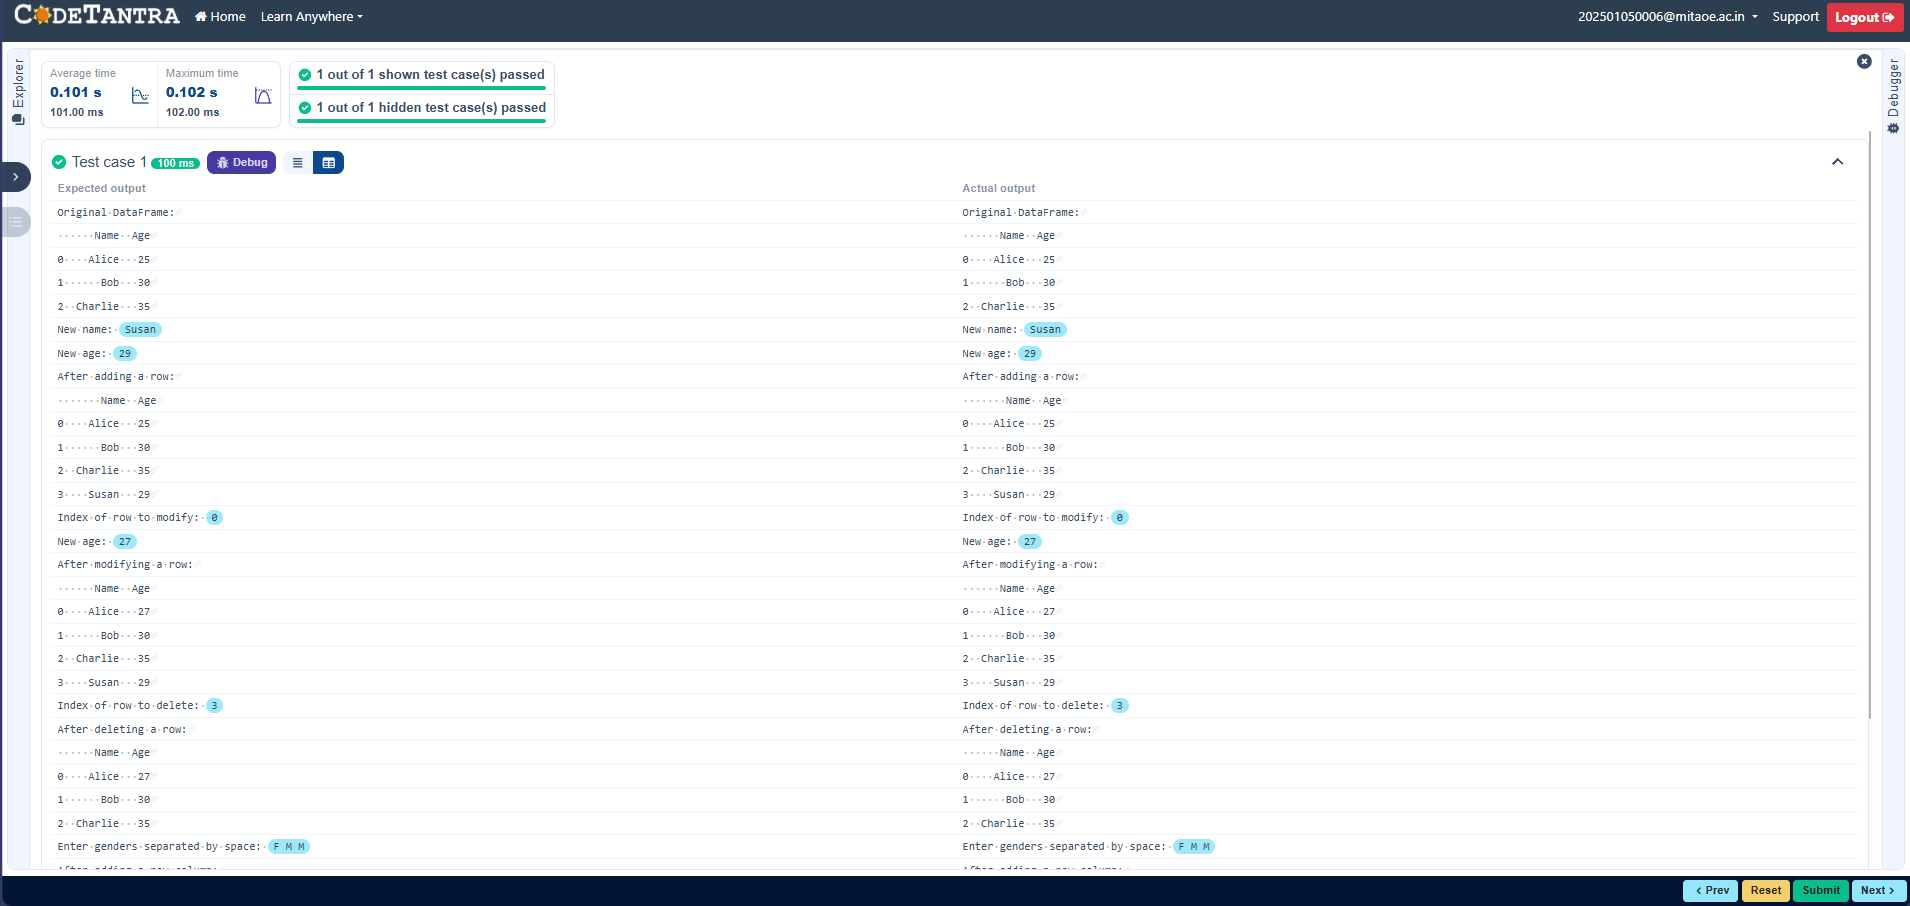 CODETANTRA Home Learn Anywhere 202501050006@mitaoe.ac.in Support Logout
Explorer
Debugger
Average time
0.101 s
101.00 ms
Maximum time
0.102 s
102.00 ms
1 out of 1 shown test case(s) passed
1 out of 1 hidden test case(s) passed
Test case 1 100 ms Debug
Expected output
Original·DataFrame:
······Name··Age
0····Alice···25
1······Bob···30
2··Charlie···35
New·name:·Susan
New·age:·29
After·adding·a·row:
·······Name··Age
0····Alice···25
1······Bob···30
2··Charlie···35
3····Susan···29
Index·of·row·to·modify:·0
New·age:·27
After·modifying·a·row:
······Name··Age
0····Alice···27
1······Bob···30
2··Charlie···35
3····Susan···29
Index·of·row·to·delete:·3
After·deleting·a·row:
······Name··Age
0····Alice···27
1······Bob···30
2··Charlie···35
Enter·genders·separated·by·space:·F M M
Actual output
Original·DataFrame:
······Name··Age
0····Alice···25
1······Bob···30
2··Charlie···35
New·name:·Susan
New·age:·29
After·adding·a·row:
·······Name··Age
0····Alice···25
1······Bob···30
2··Charlie···35
3····Susan···29
Index·of·row·to·modify:·0
New·age:·27
After·modifying·a·row:
······Name··Age
0····Alice···27
1······Bob···30
2··Charlie···35
3····Susan···29
Index·of·row·to·delete:·3
After·deleting·a·row:
······Name··Age
0····Alice···27
1······Bob···30
2··Charlie···35
Enter·genders·separated·by·space:·F M M
Prev Reset Submit Next